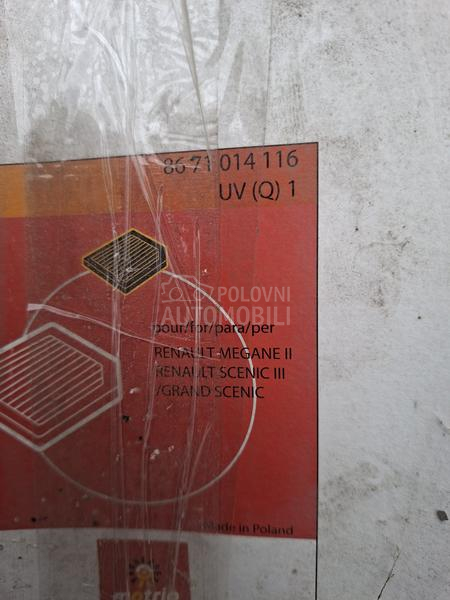 86 71 014 116
UV (Q) 1
POLOVNI
AUTOMOBILI
pour/for/para/per
RENAULT MEGANE II
RENAULT SCENIC III
/GRAND SCENIC
Made in Poland
motrio